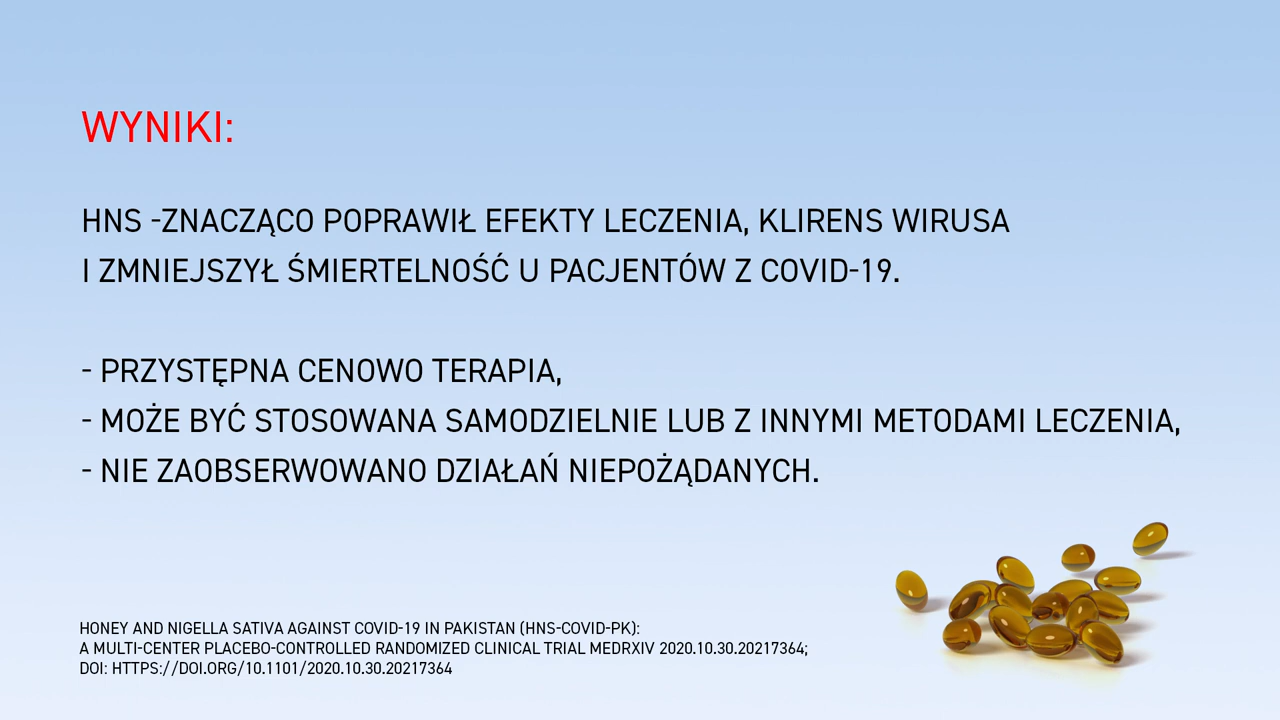 WYNIKI:
HNS -ZNACZĄCO POPRAWIŁ EFEKTY LECZENIA, KLIRENS WIRUSA
I ZMNIEJSZYŁ ŚMIERTELNOŚĆ U PACJENTÓW Z COVID-19.
- PRZYSTĘPNA CENOWO TERAPIA,
- MOŻE BYĆ STOSOWANA SAMODZIELNIE LUB Z INNYMI METODAMI LECZENIA,
- NIE ZAOBSERWOWANO DZIAŁAŃ NIEPOŻĄDANYCH.
HONEY AND NIGELLA SATIVA AGAINST COVID-19 IN PAKISTAN (HNS-COVID-PK):
A MULTI-CENTER PLACEBO-CONTROLLED RANDOMIZED CLINICAL TRIAL MEDRXIV 2020.10.30.20217364;
DOI: HTTPS://DOI.ORG/10.1101/2020.10.30.20217364